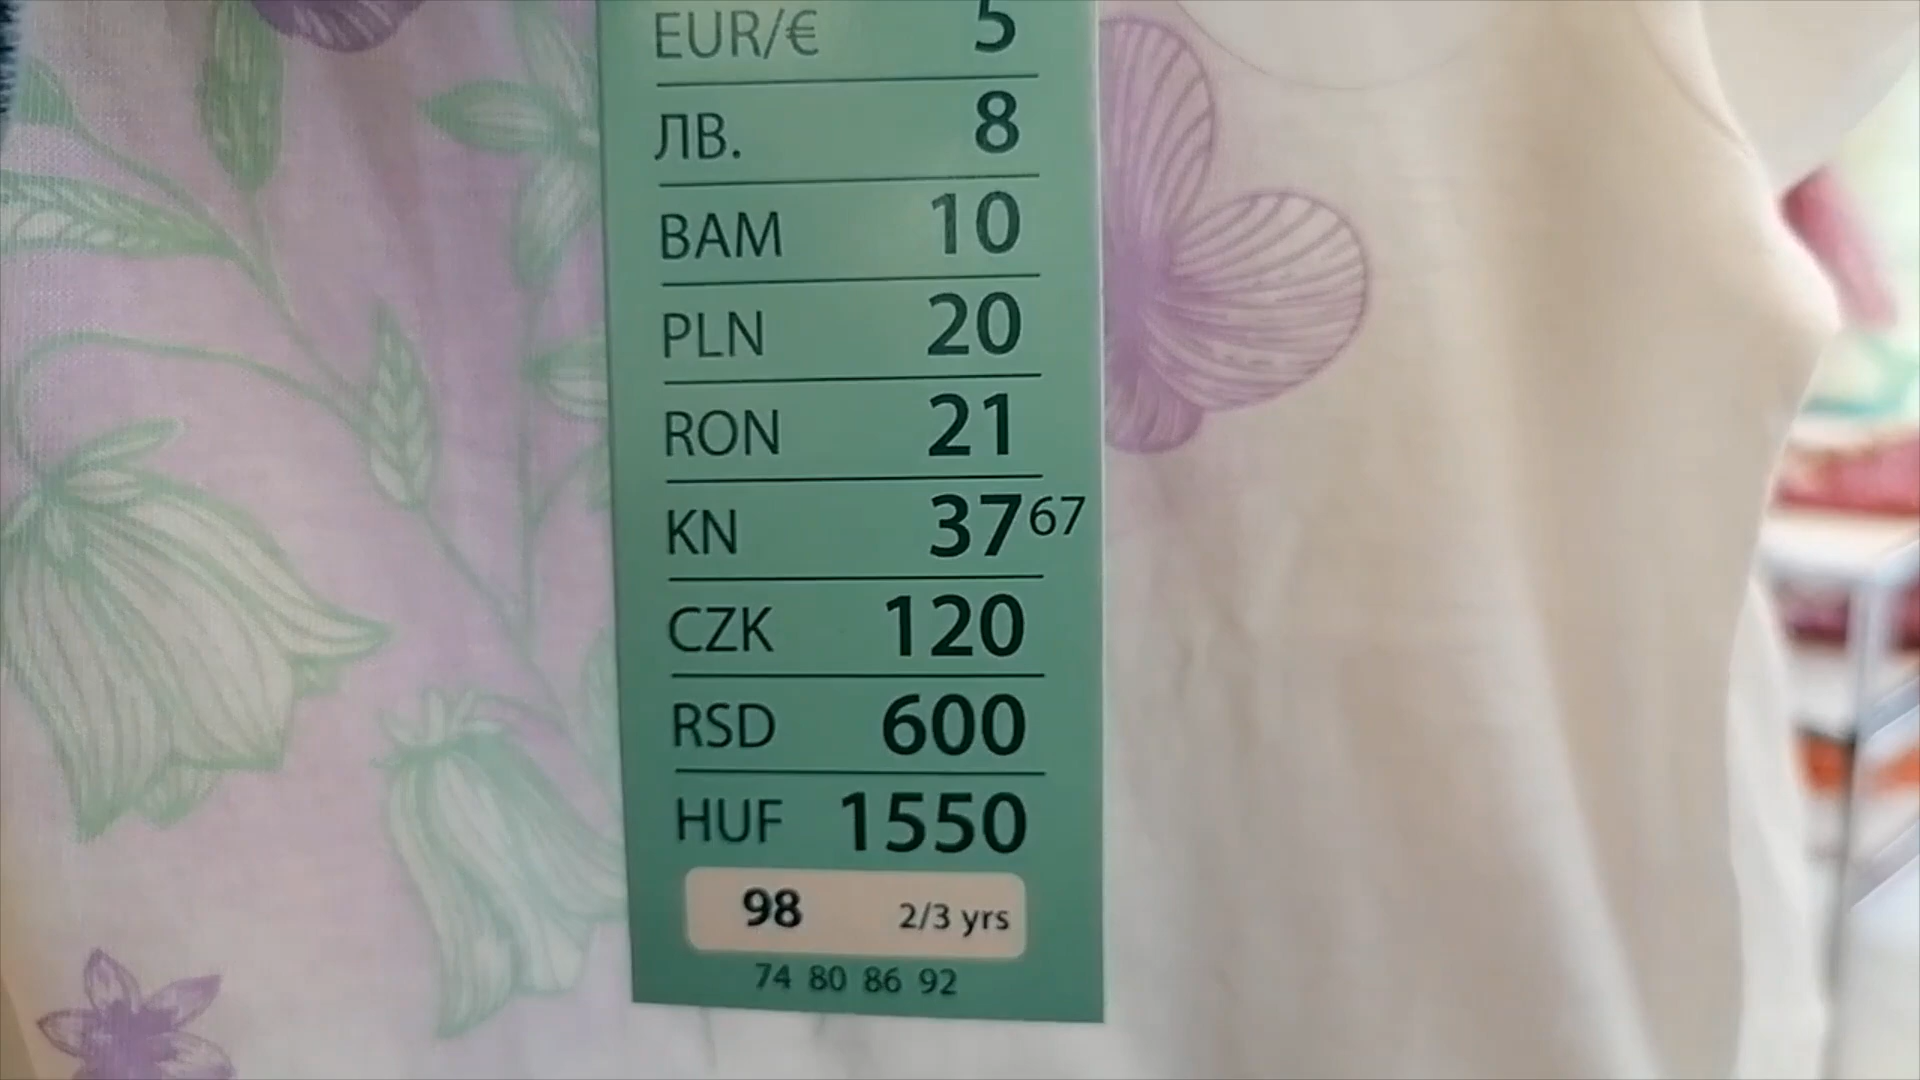 EUR/€ 5
ЛВ. 8
BAM 10
PLN 20
RON 21
KN 37 67
CZK 120
RSD 600
HUF 1550
98 2/3 yrs
74 80 86 92